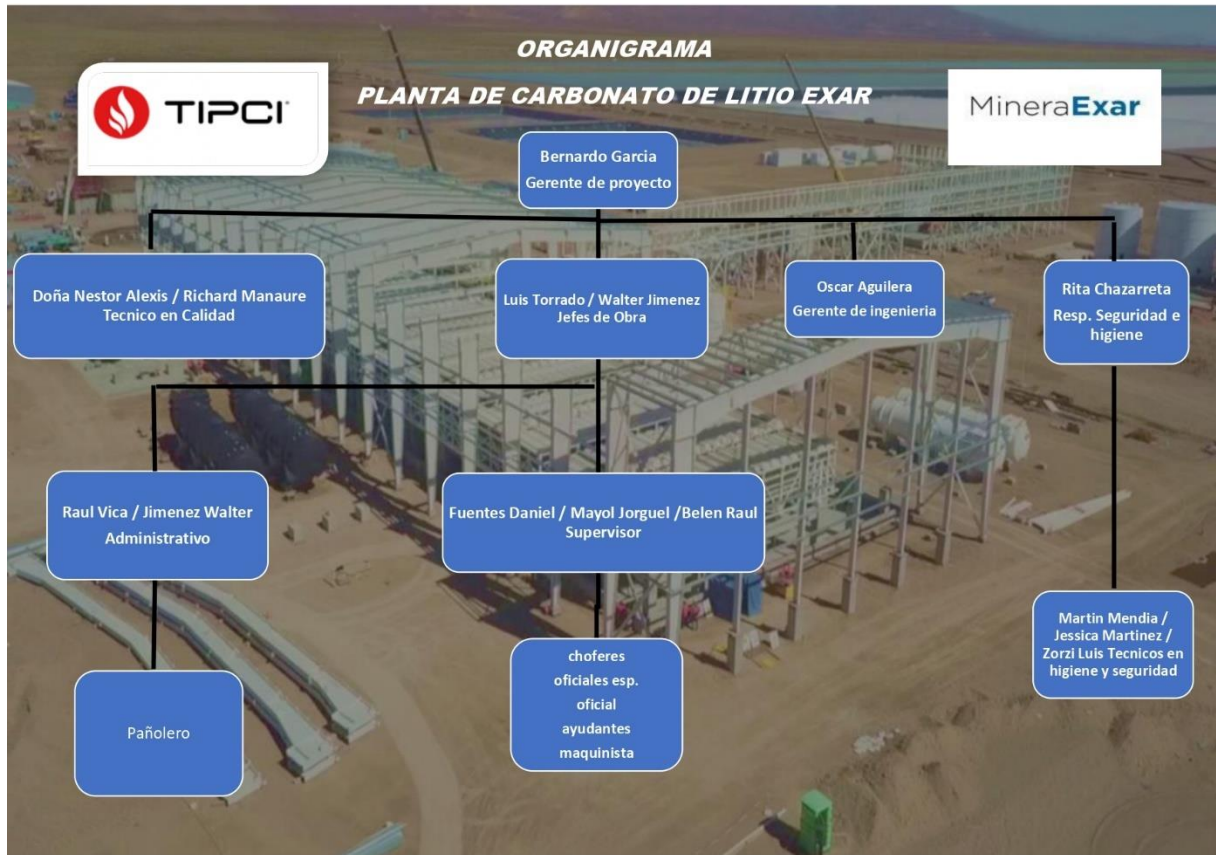 ORGANIGRAMA
PLANTA DE CARBONATO DE LITIO EXAR
TIPCI
MineraExar
Bernardo Garcia
Gerente de proyecto
Doña Nestor Alexis / Richard Manaure
Tecnico en Calidad
Luis Torrado / Walter Jimenez
Jefes de Obra
Oscar Aguilera
Gerente de ingenieria
Rita Chazarreta
Resp. Seguridad e
higiene
Raul Vica / Jimenez Walter
Administrativo
Fuentes Daniel / Mayol Jorguel /Belen Raul
Supervisor
Martin Mendia /
Jessica Martinez /
Zorzi Luis Tecnicos en
higiene y seguridad
Pañolero
choferes
oficiales esp.
oficial
ayudantes
maquinista